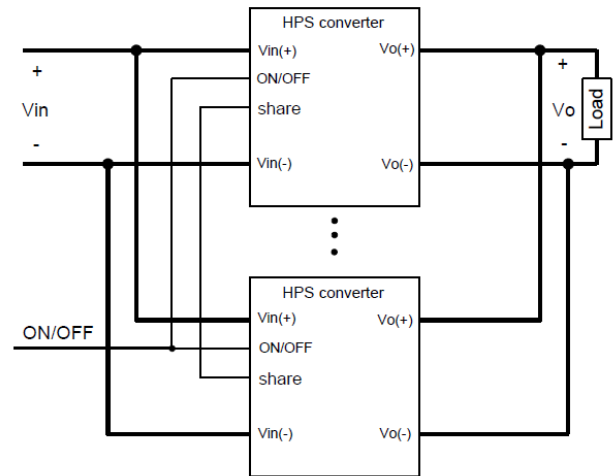 HPS converter
Vin(+) Vo(+)
+ ON/OFF +
Vin share Vo Load
- Vin(-) Vo(-) -
HPS converter
Vin(+) Vo(+)
ON/OFF ON/OFF
share
Vin(-) Vo(-)